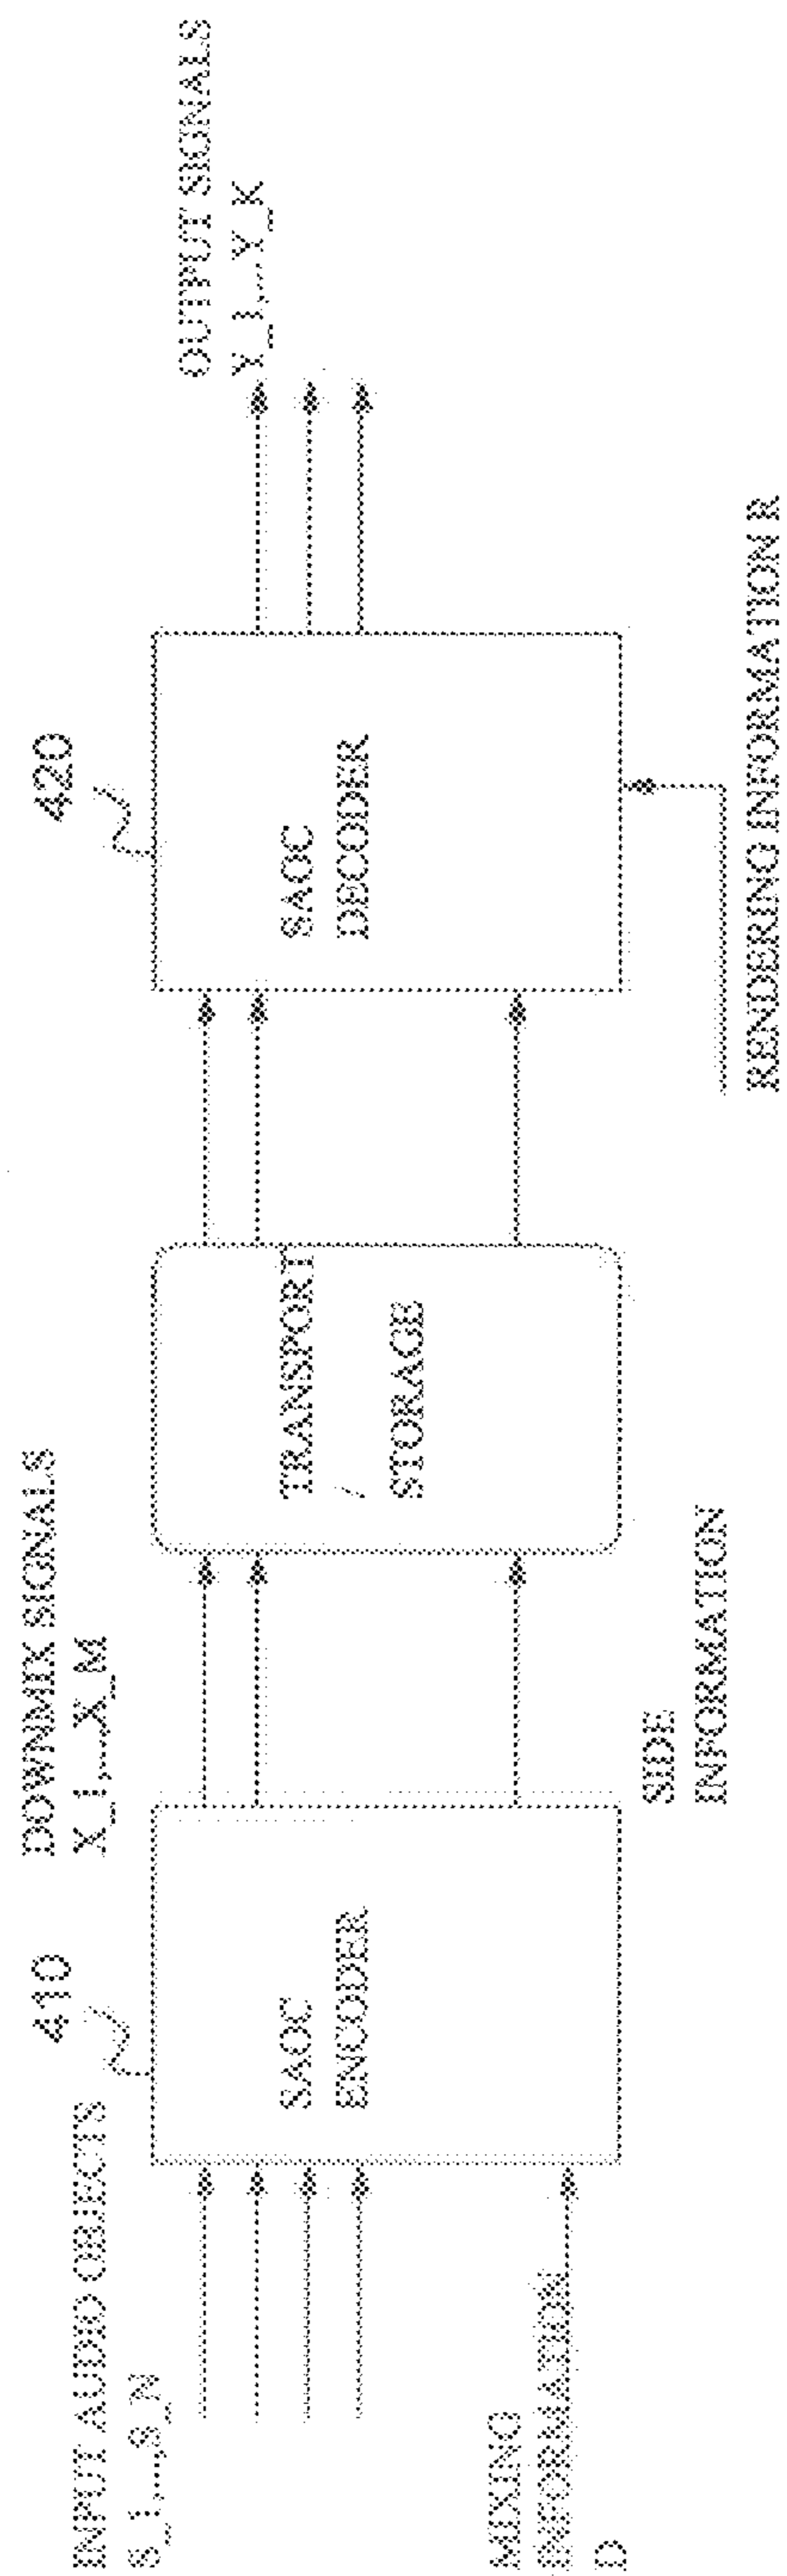 INPUT AUDIO OBJECTS
S_1,...,S_N
410
DOWNMIX SIGNALS
X_1,...X_M
420
OUTPUT SIGNALS
Y_1,...Y_K
SAOC
ENCODER
TRANSPORT
/
STORAGE
SAOC
DECODER
MIXING
INFORMATION
D
SIDE
INFORMATION
RENDERING INFORMATION R